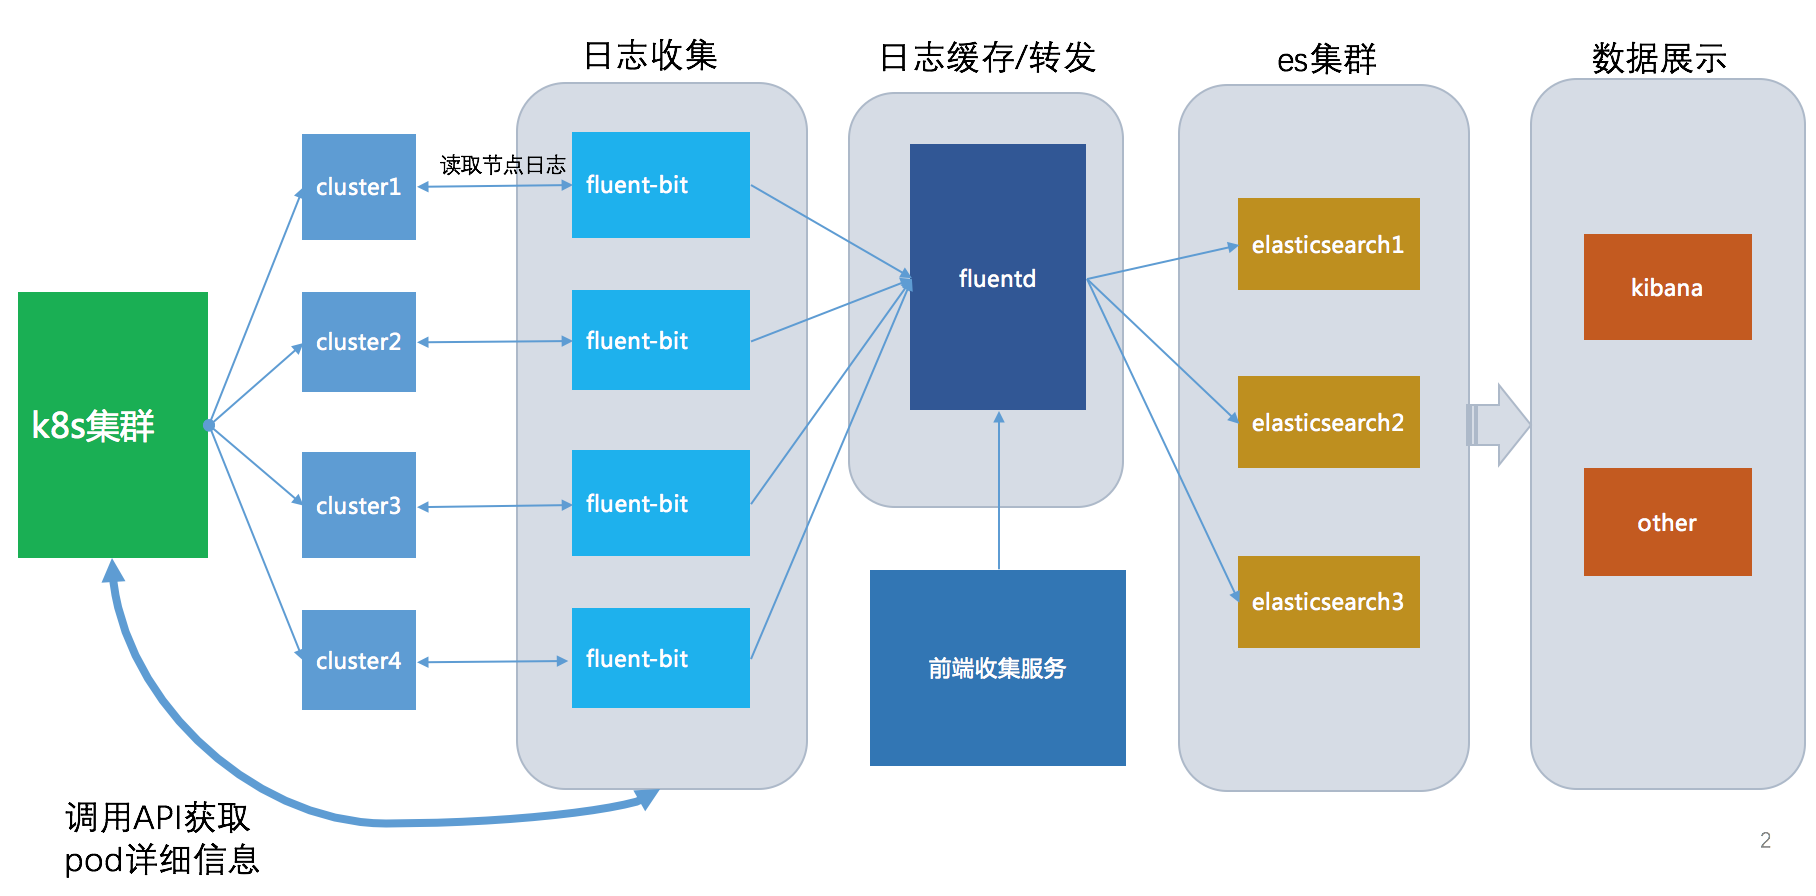 日志收集
日志缓存/转发
es集群
数据展示
读取节点日志
cluster1
fluent-bit
cluster2
fluent-bit
cluster3
fluent-bit
cluster4
fluent-bit
k8s集群
fluentd
前端收集服务
elasticsearch1
elasticsearch2
elasticsearch3
kibana
other
调用API获取
pod详细信息
2